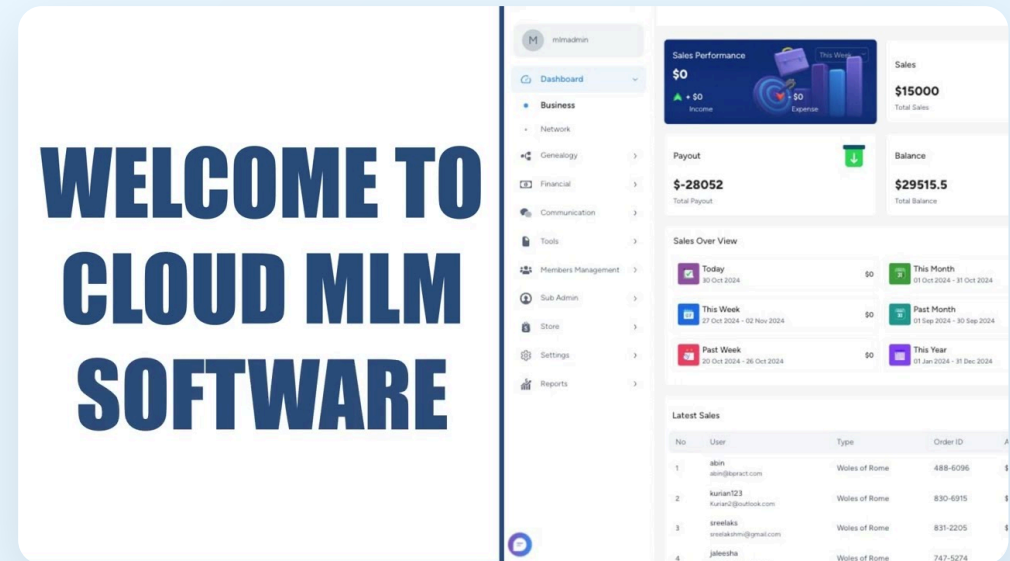 WELCOME TO
CLOUD MLM
SOFTWARE
M mlmadmin
Dashboard
Business
Network
Genealogy
Financial
Communication
Tools
Members Management
Sub Admin
Store
Settings
Reports
Sales Performance
This Week
$0
+ $0
Income
- $0
Expense
Sales
$15000
Total Sales
Payout
$-28052
Total Payout
Balance
$29515.5
Total Balance
Sales Over View
Today
30 Oct 2024
$0
This Month
01 Oct 2024 - 31 Oct 2024
This Week
27 Oct 2024 - 02 Nov 2024
$0
Past Month
01 Sep 2024 - 30 Sep 2024
Past Week
20 Oct 2024 - 26 Oct 2024
$0
This Year
01 Jan 2024 - 31 Dec 2024
Latest Sales
No User Type Order ID A
1 abin Woles of Rome 488-6096 $
abin@bpract.com
2 kurian123 Woles of Rome 830-6915 $
Kurian2@outlook.com
3 sreelaks Woles of Rome 831-2205 $
sreelakshmi@gmail.com
4 jaleesha Woles of Rome 747-5274